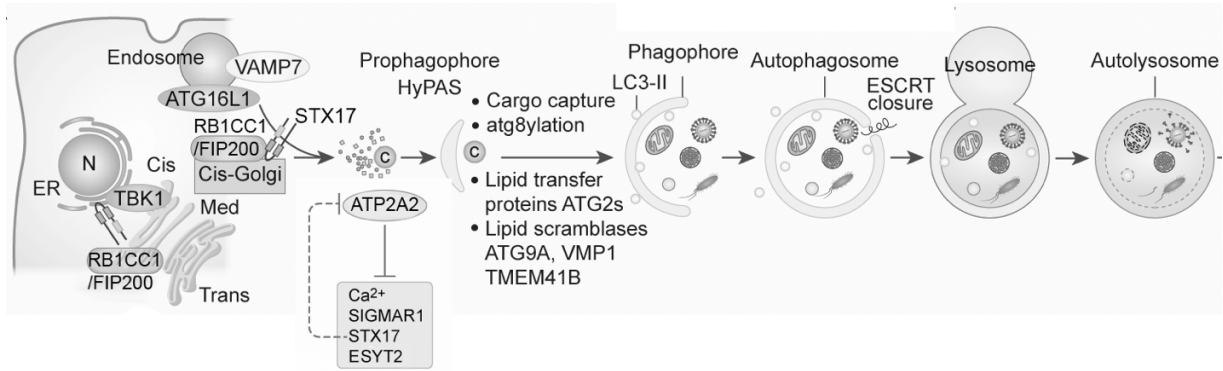 Endosome
VAMP7
ATG16L1
RB1CC1
/FIP200
STX17
Cis-Golgi
N
ER
Cis
TBK1
Med
RB1CC1
/FIP200
Trans
C
ATP2A2
Ca2+
SIGMAR1
STX17
ESYT2
Prophagophore
HyPAS
C
• Cargo capture
• atg8ylation
• Lipid transfer
proteins ATG2s
• Lipid scramblases
ATG9A, VMP1
TMEM41B
Phagophore
LC3-II
Autophagosome
ESCRT
closure
Lysosome
Autolysosome